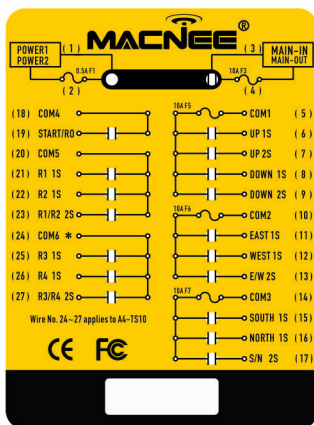 MACNEE®
POWER1 (1) (3) MAIN-IN
POWER2 MAIN-OUT
0.5A F1 10A F3
(2) (4)
(18) COM4
(19) START/R0
(20) COM5
(21) R1 1S
(22) R2 1S
(23) R1/R2 2S
(24) COM6 *
(25) R3 1S
(26) R4 1S
(27) R3/R4 2S
Wire No. 24~27 applies to A4-TS10
CE FC
10A F5 COM1 (5)
UP 1S (6)
UP 2S (7)
DOWN 1S (8)
DOWN 2S (9)
10A F6 COM2 (10)
EAST 1S (11)
WEST 1S (12)
E/W 2S (13)
10A F7 COM3 (14)
SOUTH 1S (15)
NORTH 1S (16)
S/N 2S (17)